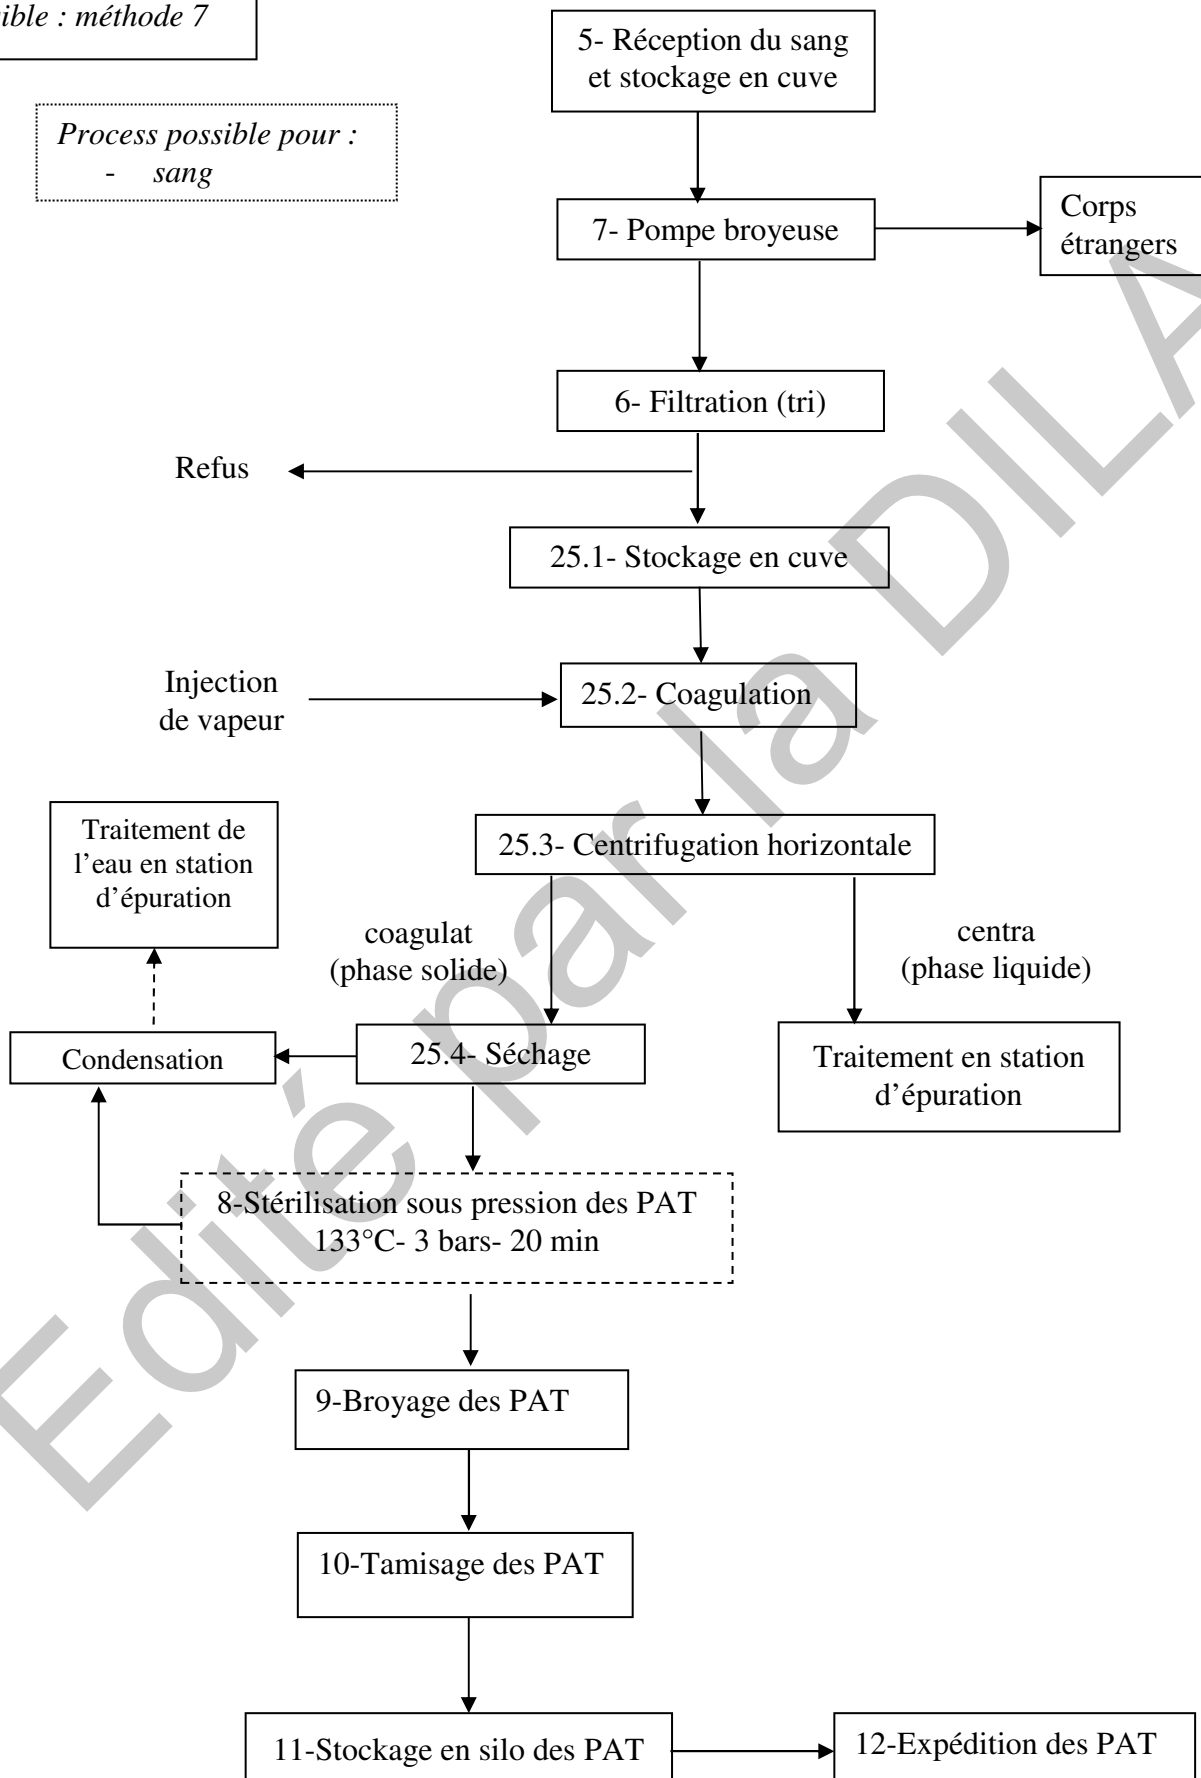 ible : méthode 7
5- Réception du sang
et stockage en cuve
Process possible pour :
- sang
7- Pompe broyeuse
Corps
étrangers
6- Filtration (tri)
Refus
25.1- Stockage en cuve
Injection
de vapeur
25.2- Coagulation
25.3- Centrifugation horizontale
Traitement de
l'eau en station
d'épuration
coagulat
(phase solide)
centra
(phase liquide)
Condensation
25.4- Séchage
Traitement en station
d'épuration
8-Stérilisation sous pression des PAT
133°C- 3 bars- 20 min
9-Broyage des PAT
10-Tamisage des PAT
11-Stockage en silo des PAT
12-Expédition des PAT
Edité par la DILA